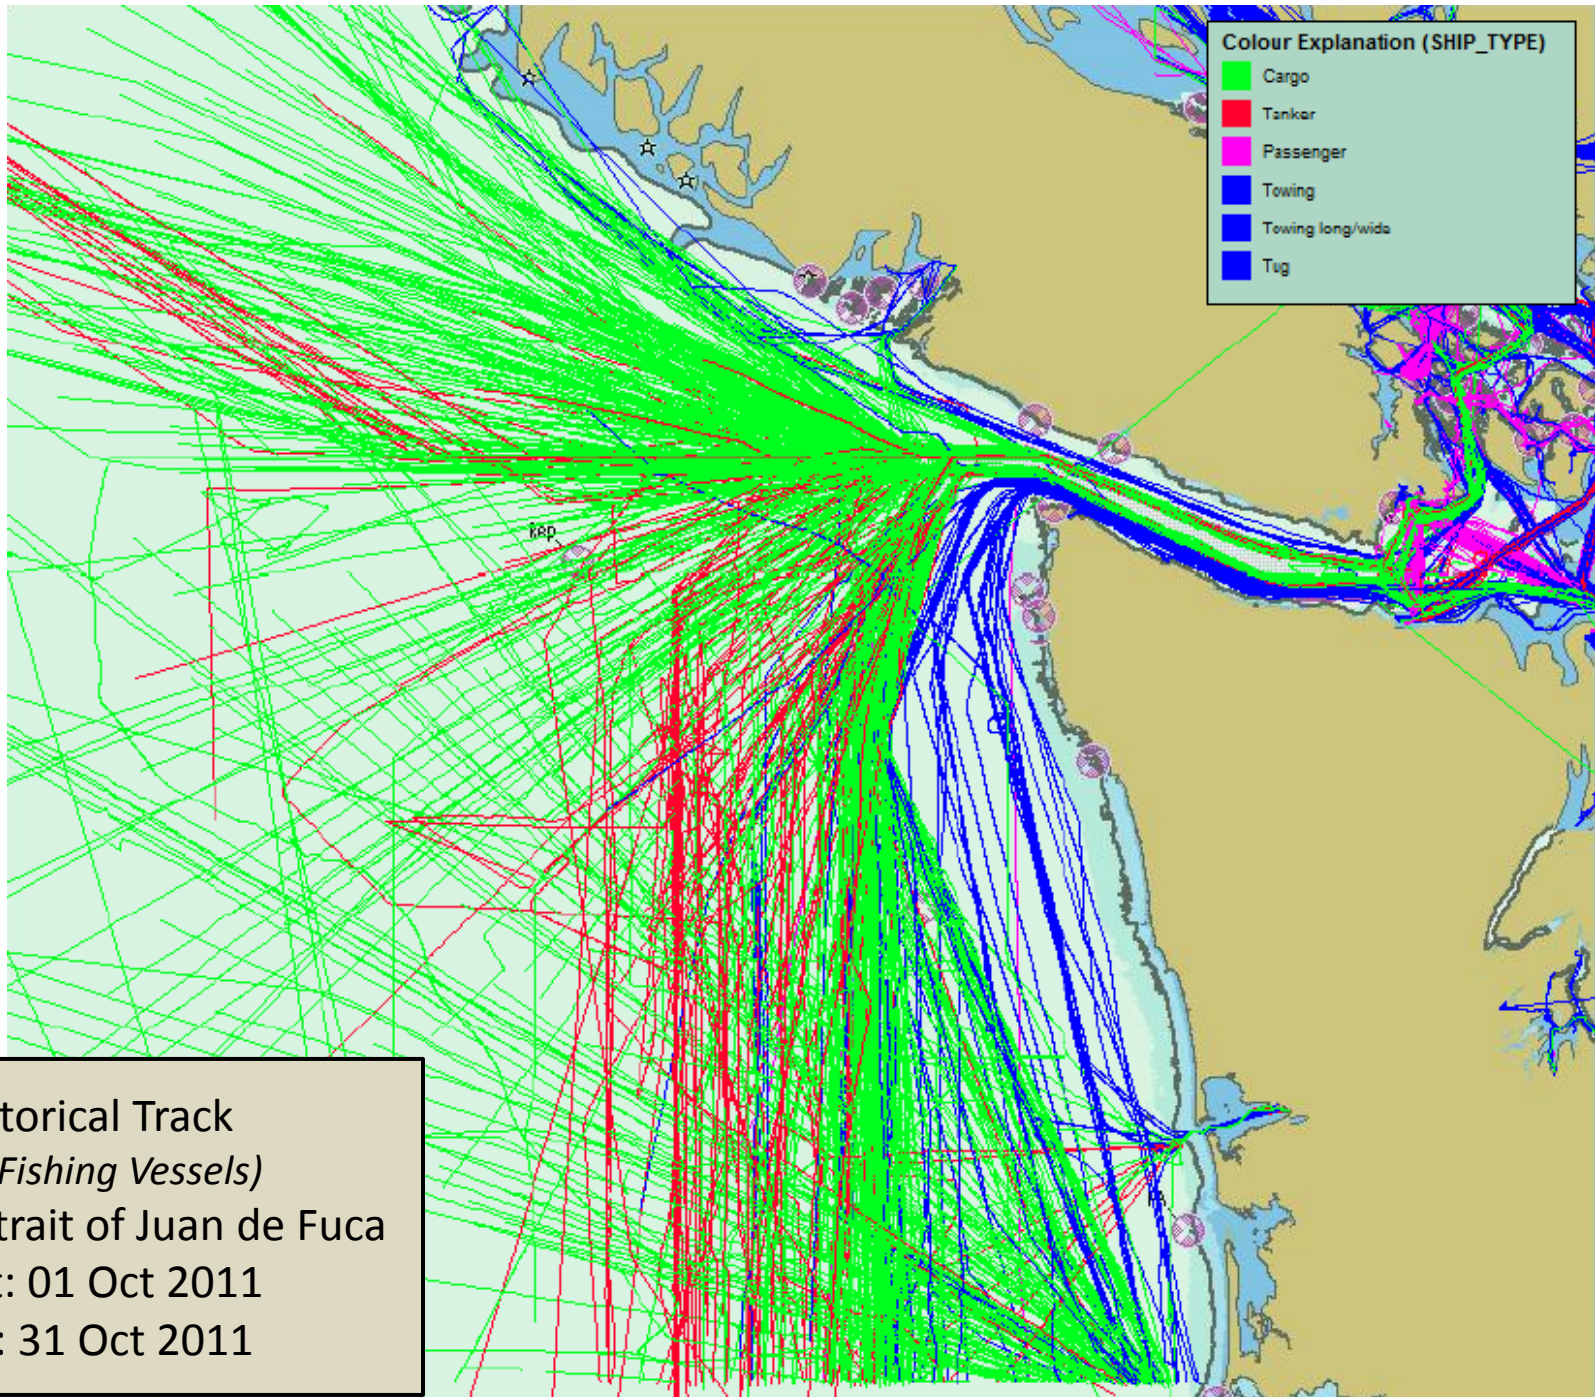 Colour Explanation (SHIP_TYPE)
Cargo
Tanker
Passenger
Towing
Towing long/wide
Tug
Rep
torical Track
Fishing Vessels)
trait of Juan de Fuca
t: 01 Oct 2011
: 31 Oct 2011